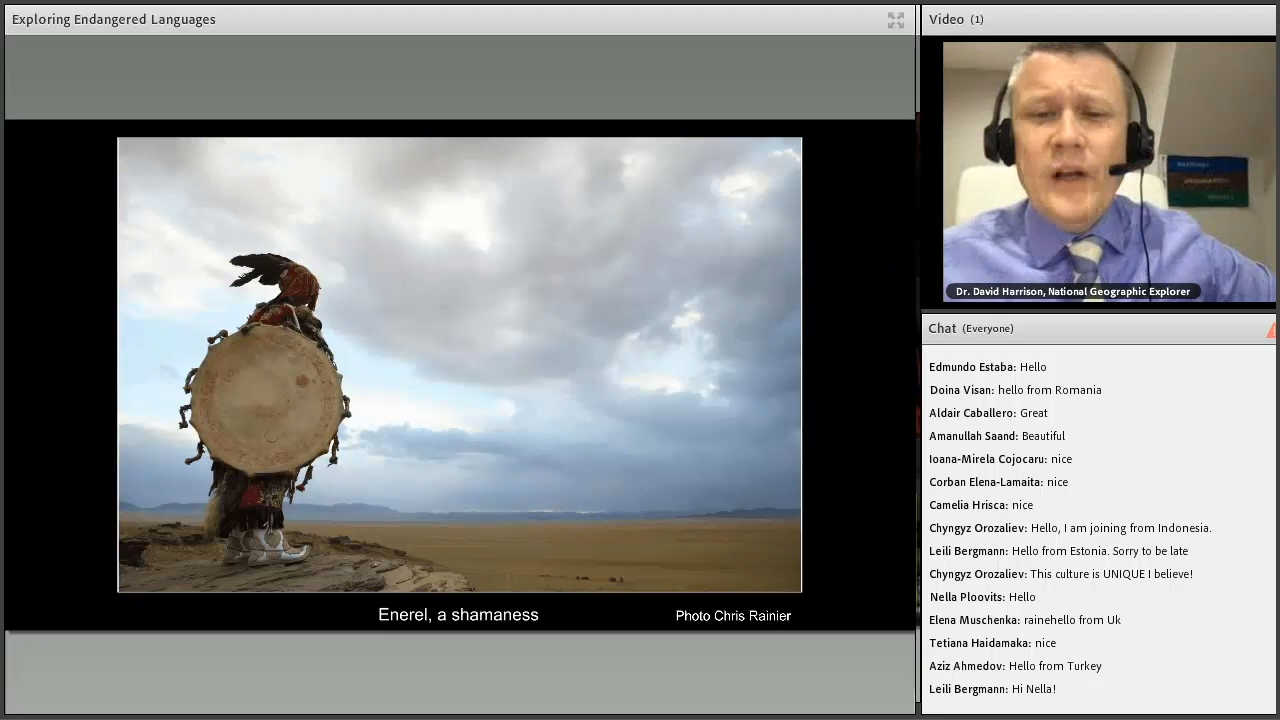 Exploring Endangered Languages
Enerel, a shamaness
Photo Chris Rainier
Video (1)
Dr. David Harrison, National Geographic Explorer
Chat (Everyone)
Edmundo Estaba: Hello
Doina Visan: hello from Romania
Aldair Caballero: Great
Amanullah Saand: Beautiful
Ioana-Mirela Cojocaru: nice
Corban Elena-Lamaita: nice
Camelia Hrisca: nice
Chyngyz Orozaliev: Hello, I am joining from Indonesia.
Leili Bergmann: Hello from Estonia. Sorry to be late
Chyngyz Orozaliev: This culture is UNIQUE I believe!
Nella Ploovits: Hello
Elena Muschenka: rainehello from Uk
Tetiana Haidamaka: nice
Aziz Ahmedov: Hello from Turkey
Leili Bergmann: Hi Nella!